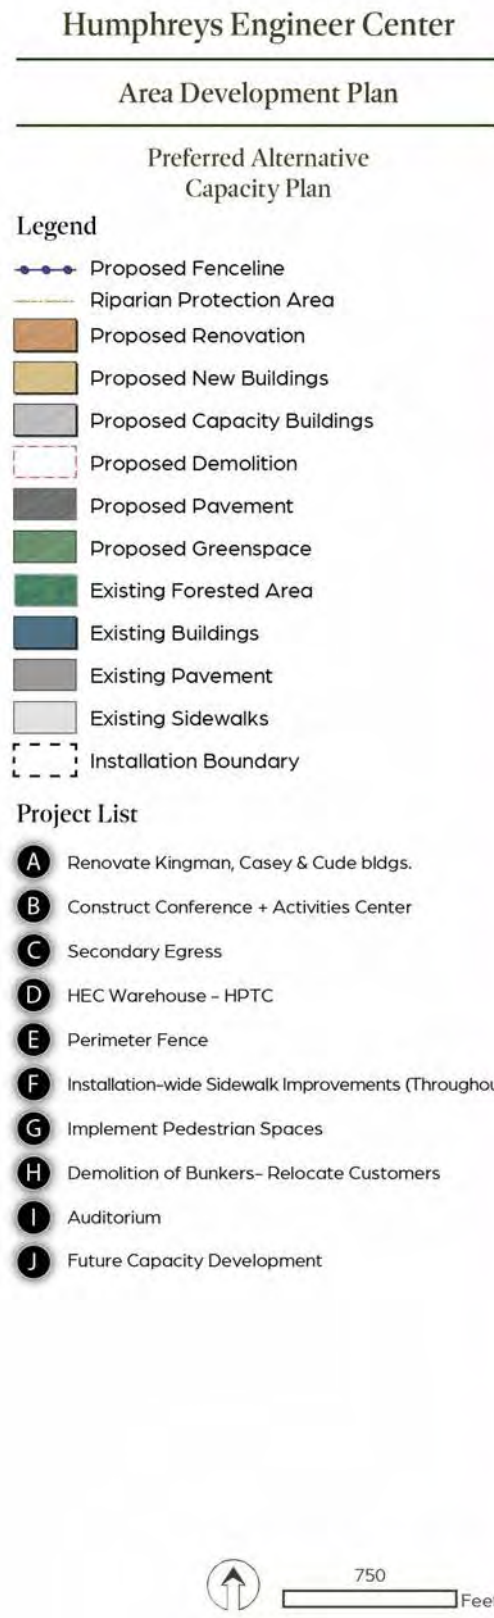 Humphreys Engineer Center
Area Development Plan
Preferred Alternative
Capacity Plan
Legend
Proposed Fenceline
Riparian Protection Area
Proposed Renovation
Proposed New Buildings
Proposed Capacity Buildings
Proposed Demolition
Proposed Pavement
Proposed Greenspace
Existing Forested Area
Existing Buildings
Existing Pavement
Existing Sidewalks
Installation Boundary
Project List
A Renovate Kingman, Casey & Cude bldgs.
B Construct Conference + Activities Center
C Secondary Egress
D HEC Warehouse - HPTC
E Perimeter Fence
F Installation-wide Sidewalk Improvements (Throughou
G Implement Pedestrian Spaces
H Demolition of Bunkers- Relocate Customers
I Auditorium
J Future Capacity Development
750
Feet